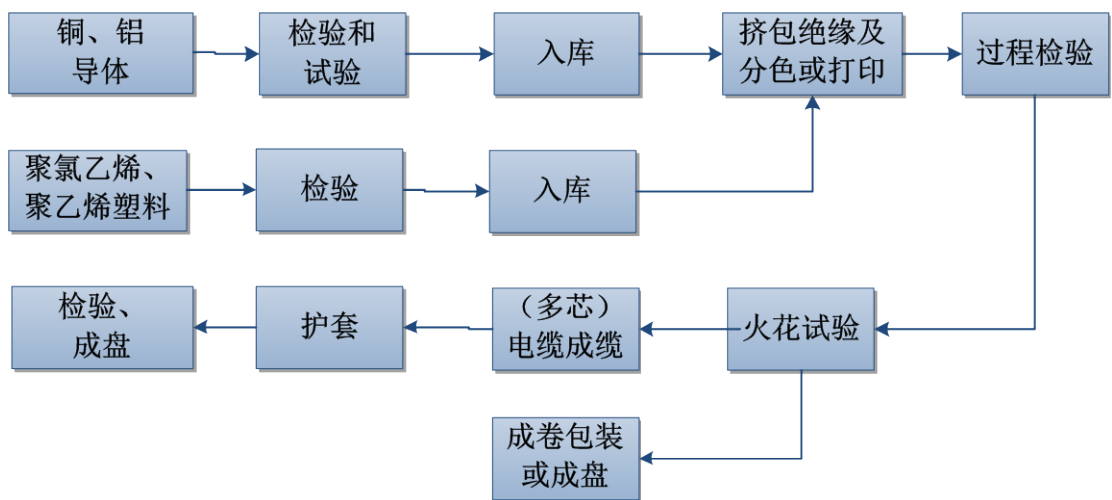 铜、铝
导体
检验和
试验
入库
挤包绝缘及
分色或打印
过程检验
聚氯乙烯、
聚乙烯塑料
检验
入库
检验、
成盘
护套
（多芯）
电缆成缆
火花试验
成卷包装
或成盘